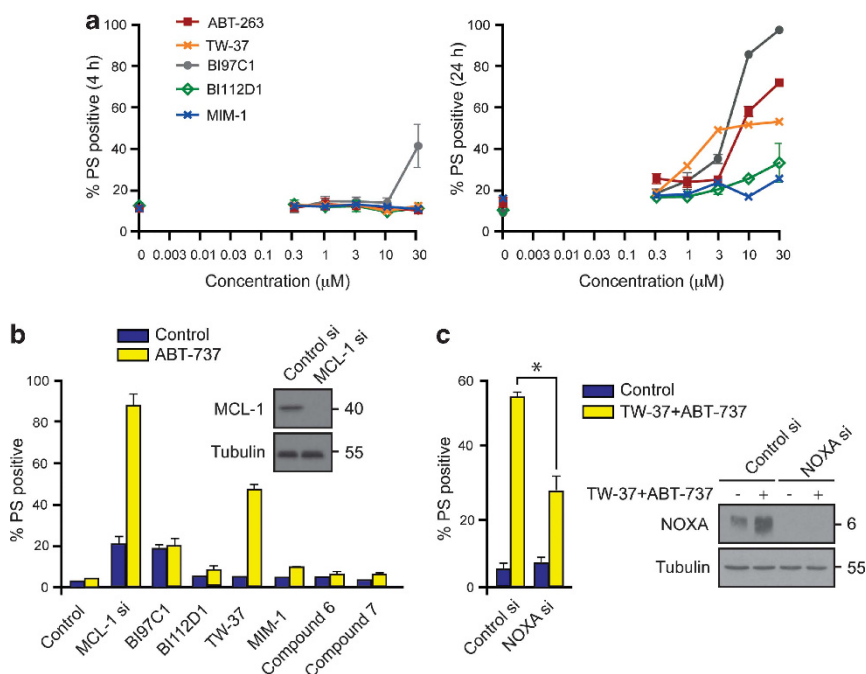 a
ABT-263
TW-37
BI97C1
BI112D1
MIM-1
% PS positive (4 h)
100
80
60
40
20
0
0 0.003 0.01 0.03 0.1 0.3 1 3 10 30
Concentration (μM)
% PS positive (24 h)
100
80
60
40
20
0
0 0.003 0.01 0.03 0.1 0.3 1 3 10 30
Concentration (μM)
b
Control
ABT-737
% PS positive
100
80
60
40
20
0
Control
MCL-1 si
BI97C1
BI112D1
TW-37
MIM-1
Compound 6
Compound 7
Control si
MCL-1 si
MCL-1
40
Tubulin
55
c
Control
TW-37+ABT-737
% PS positive
60
40
20
0
*
Control si
NOXA si
Control si
NOXA si
TW-37+ABT-737 - + - +
NOXA
6
Tubulin
55